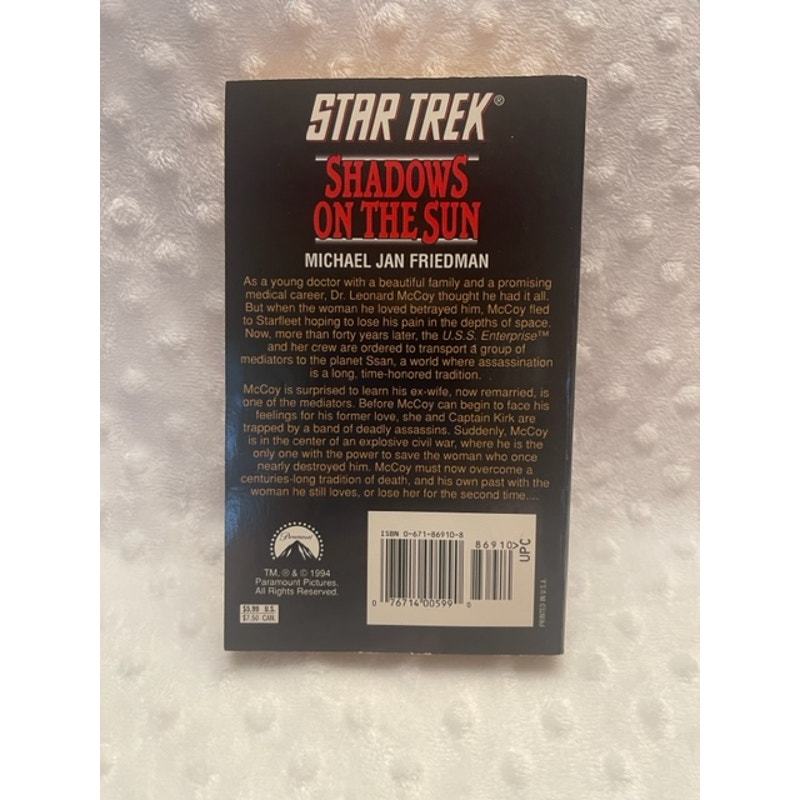 STAR TREK®
SHADOWS
ON THE SUN
MICHAEL JAN FRIEDMAN
As a young doctor with a beautiful family and a promising
medical career, Dr. Leonard McCoy thought he had it all.
But when the woman he loved betrayed him, McCoy fled
to Starfleet hoping to lose his pain in the depths of space.
Now, more than forty years later, the U.S.S. Enterprise™
and her crew are ordered to transport a group of
mediators to the planet Ssan, a world where assassination
is a long, time-honored tradition.
McCoy is surprised to learn his ex-wife, now remarried, is
one of the mediators. Before McCoy can begin to face his
feelings for his former love, she and Captain Kirk are
trapped by a band of deadly assassins. Suddenly, McCoy
is in the center of an explosive civil war, where he is the
only one with the power to save the woman who once
nearly destroyed him. McCoy must now overcome a
centuries-long tradition of death, and his own past with the
woman he still loves, or lose her for the second time....
Paramount
TM, ® & © 1994
Paramount Pictures.
All Rights Reserved.
$5.99 U.S.
$7.50 CAN.
ISBN 0-671-86910-8
86910>
0 76714 00599 0
UPC
PRINTED IN U.S.A.